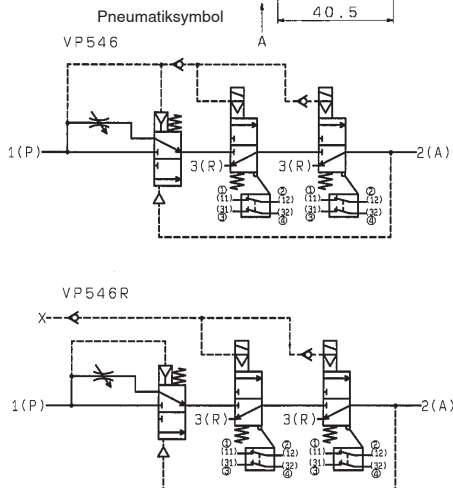 Pneumatiksymbol
40.5
A
VP546
1(P)
3(R)
3(R)
2(A)
① ② ① ②
(11) (12) (11) (12)
(31) (32) (31) (32)
③ ④ ③ ④
VP546R
X
1(P)
3(R)
3(R)
2(A)
① ② ① ②
(11) (12) (11) (12)
(31) (32) (31) (32)
③ ④ ③ ④